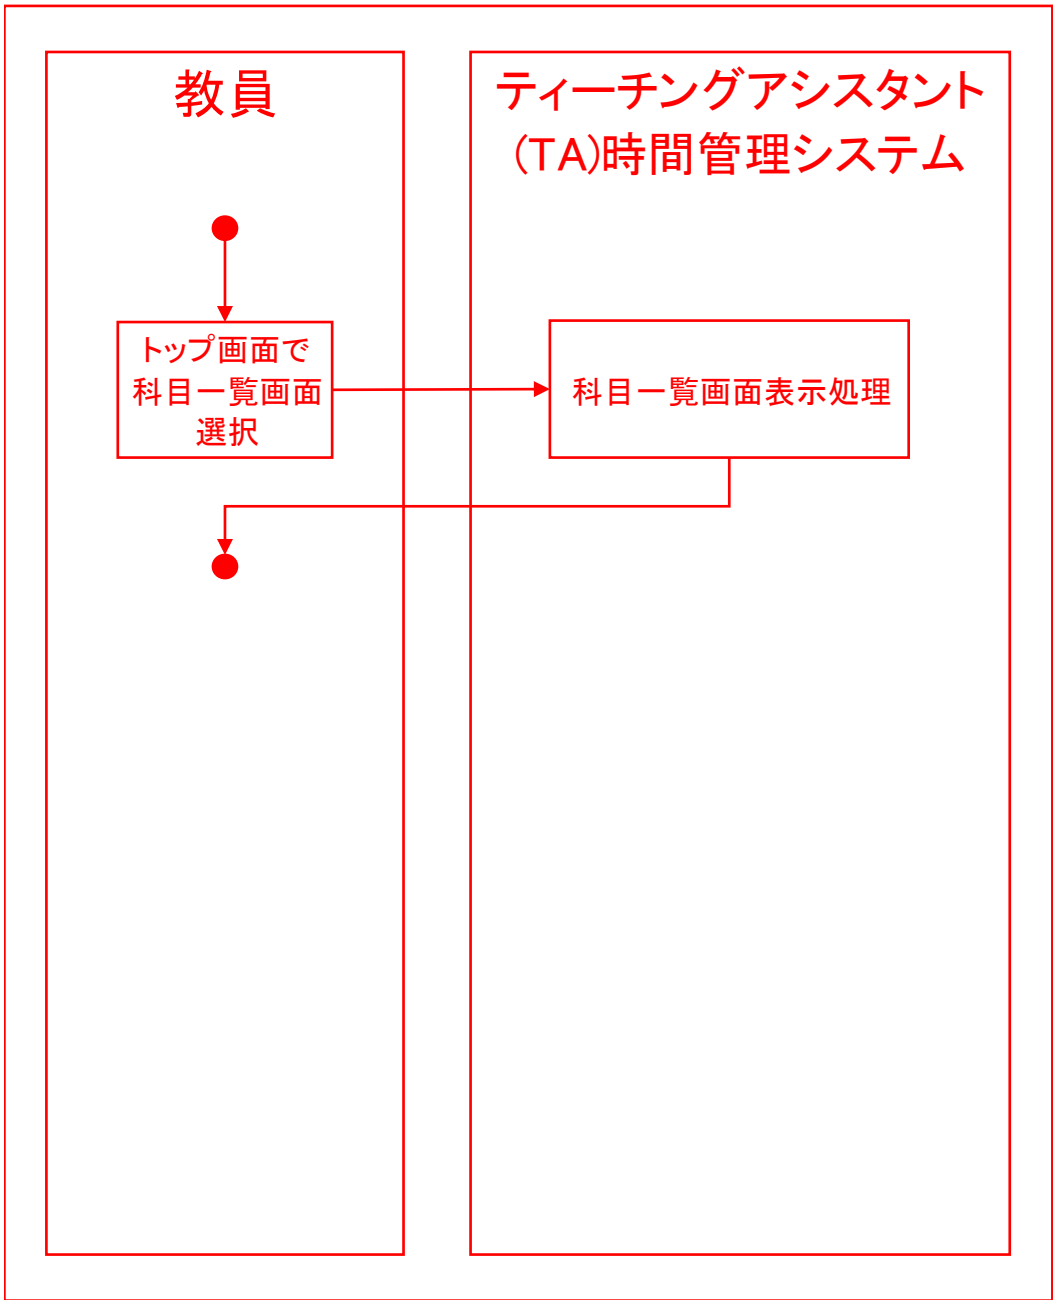 教員
ティーチングアシスタント
(TA)時間管理システム
トップ画面で
科目一覧画面
選択
科目一覧画面表示処理